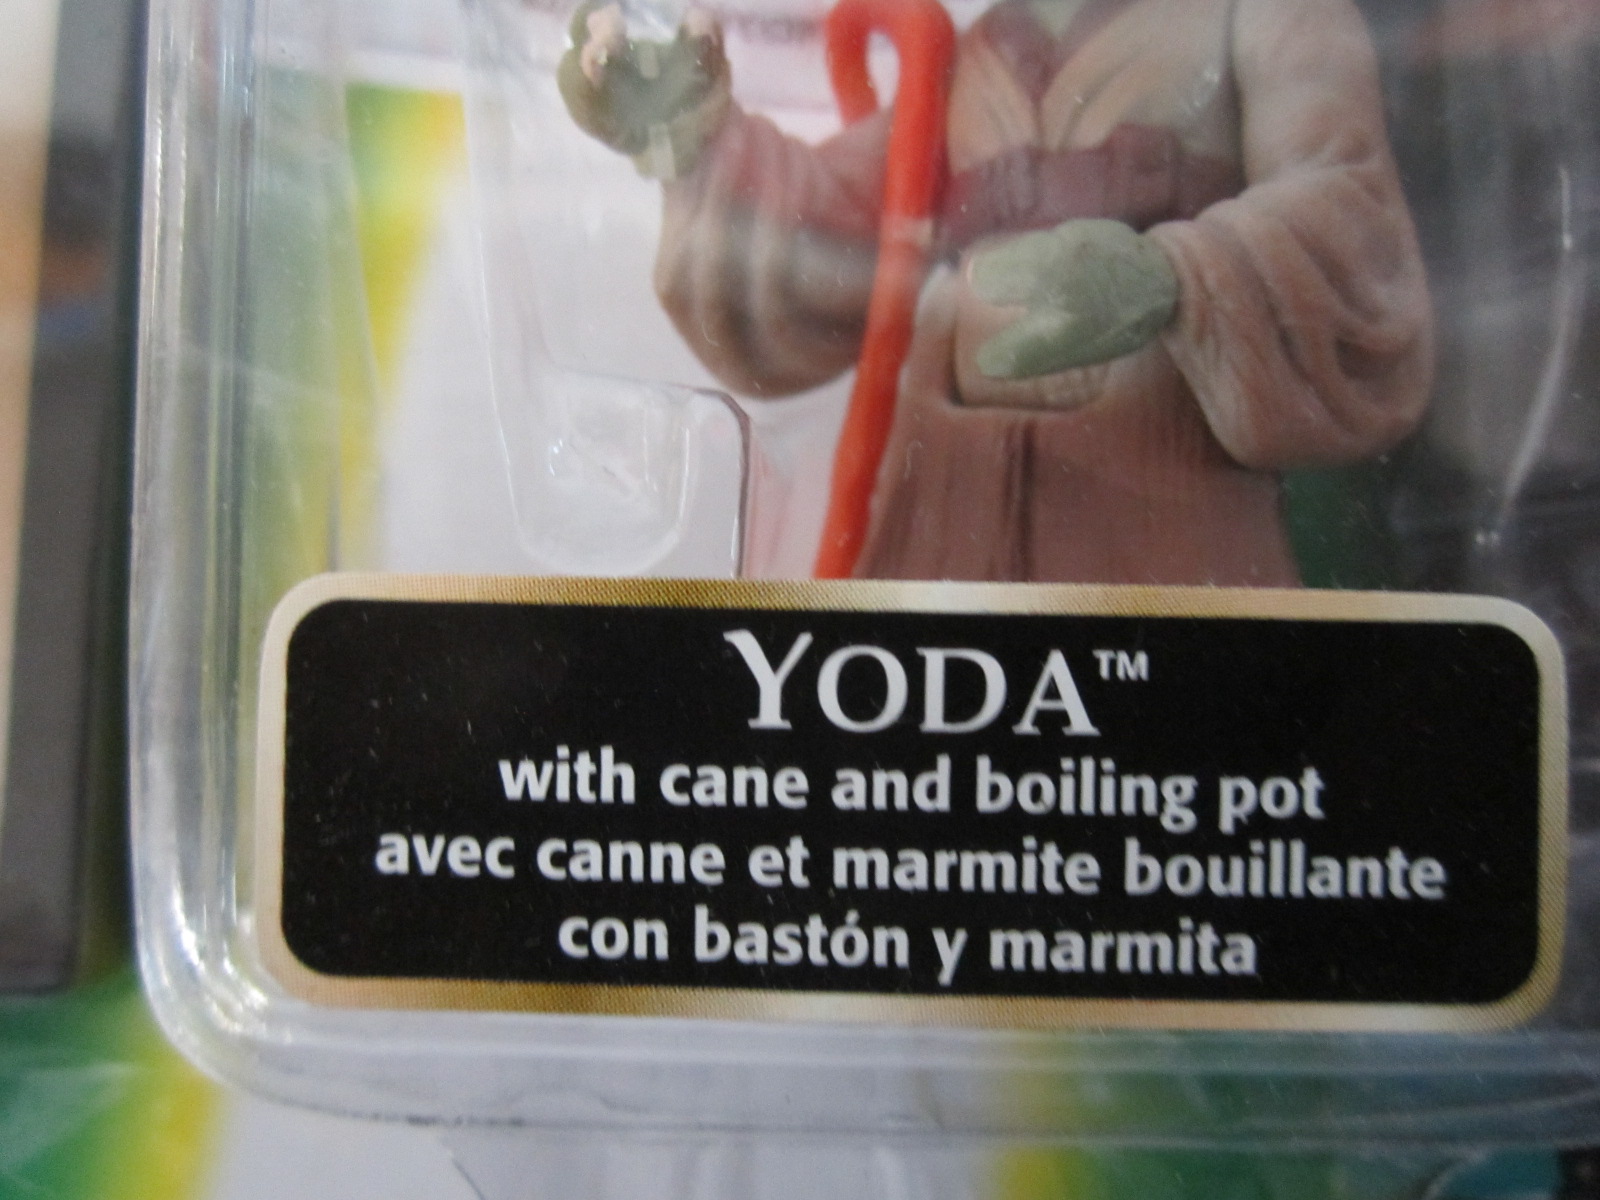 YODA™
with cane and boiling pot
avec canne et marmite bouillante
con bastón y marmita